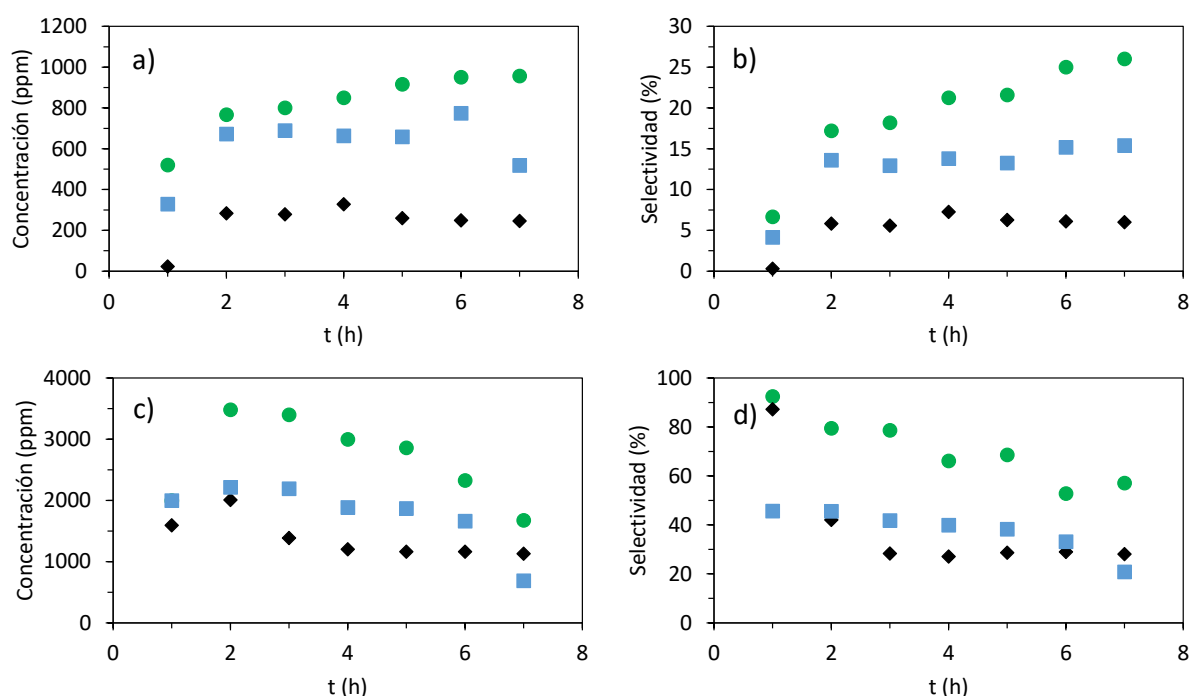 a)
Concentración (ppm)
1200
1000
800
600
400
200
0
0 2 4 6 8
t (h)
b)
Selectividad (%)
30
25
20
15
10
5
0
0 2 4 6 8
t (h)
c)
Concentración (ppm)
4000
3000
2000
1000
0
0 2 4 6 8
t (h)
d)
Selectividad (%)
100
80
60
40
20
0
0 2 4 6 8
t (h)